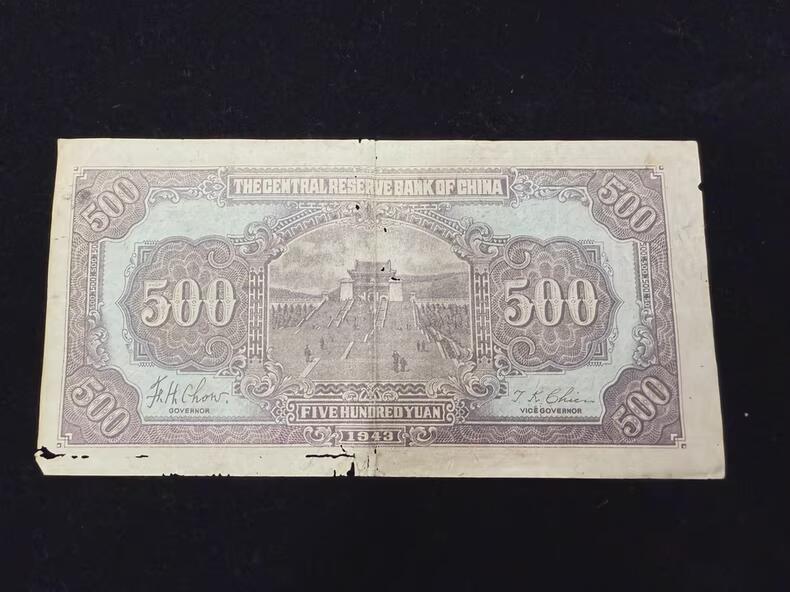 500 THE CENTRAL RESERVE BANK OF CHINA 500
500 500
Fh. H. Chow. T. K. Chien
GOVERNOR VICE GOVERNOR
500 FIVE HUNDRED YUAN 500
1943